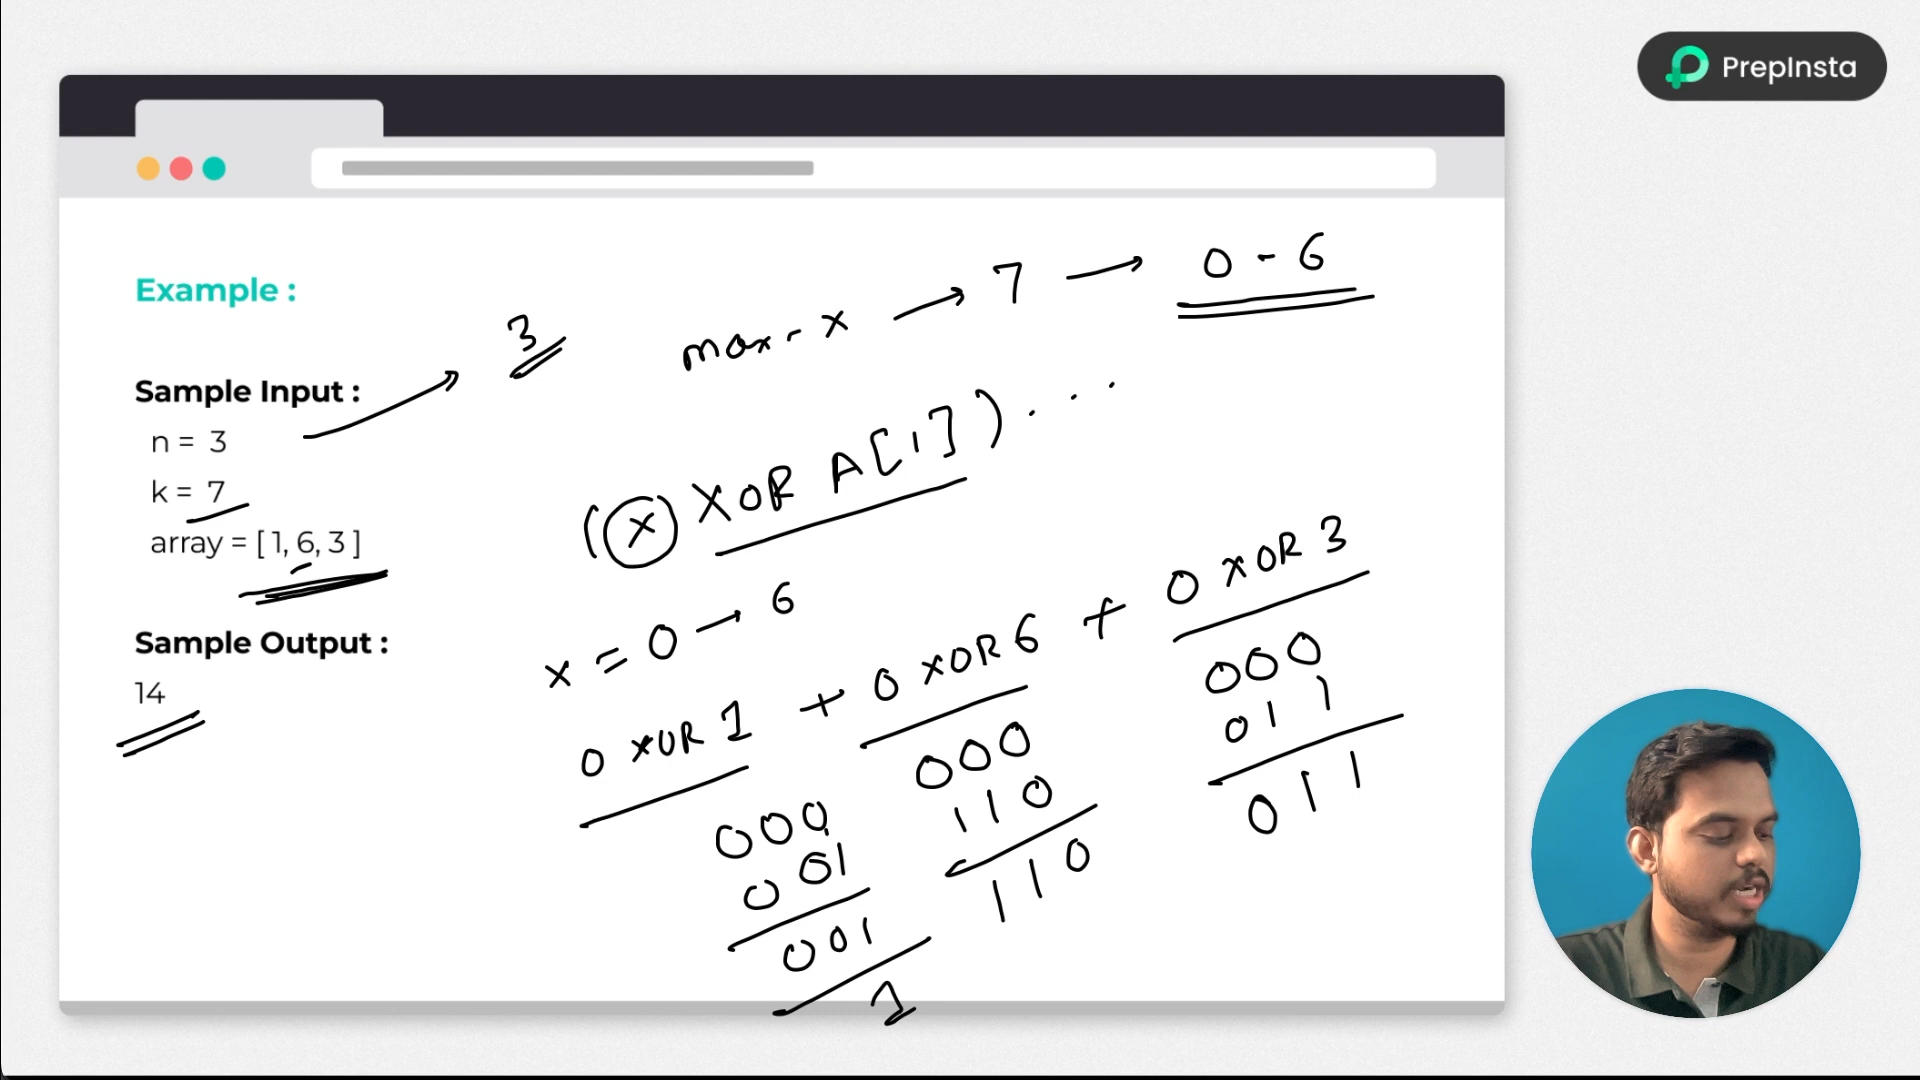 PrepInsta
Example :
Sample Input :
n = 3
k = 7
array = [ 1, 6, 3 ]
Sample Output :
14
3
max - x → 7 → 0 - 6
(x XOR A[i]) . . .
x = 0 → 6
0 XOR 1 + 0 XOR 6 + 0 XOR 3
000
001
001
1
000
110
110
000
011
011